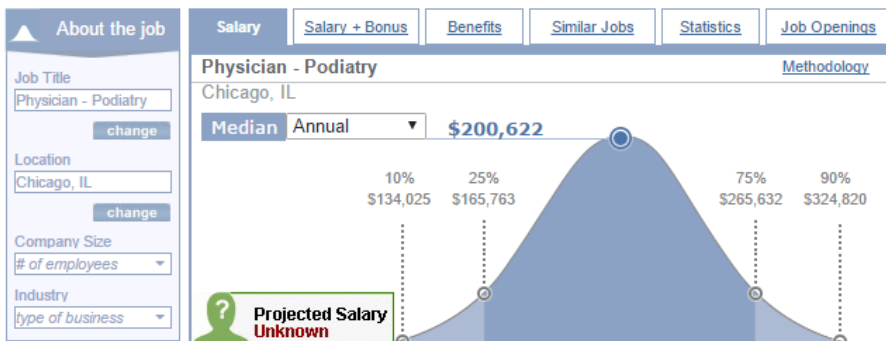 About the job
Job Title
Physician - Podiatry
change
Location
Chicago, IL
change
Company Size
# of employees
Industry
type of business
Salary
Salary + Bonus
Benefits
Similar Jobs
Statistics
Job Openings
Physician - Podiatry
Methodology
Chicago, IL
Median Annual $200,622
10% 25% 75% 90%
$134,025 $165,763 $265,632 $324,820
?
Projected Salary
Unknown